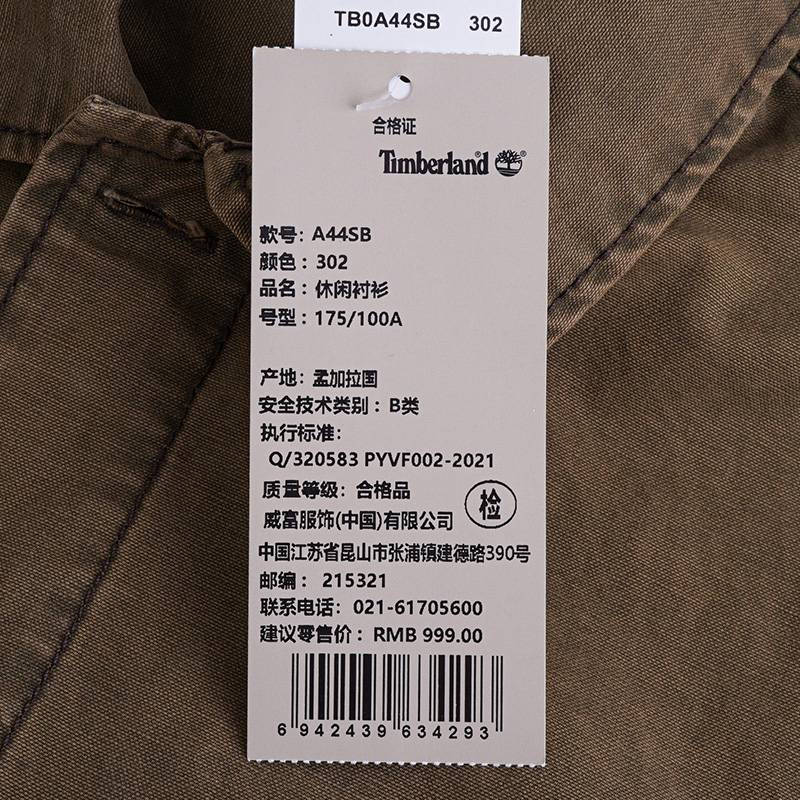 TB0A44SB 302
合格证
Timberland®
款号: A44SB
颜色: 302
品名: 休闲衬衫
号型: 175/100A
产地: 孟加拉国
安全技术类别: B类
执行标准:
Q/320583 PYVF002-2021
质量等级: 合格品
检
威富服饰(中国)有限公司
中国江苏省昆山市张浦镇建德路390号
邮编: 215321
联系电话: 021-61705600
建议零售价: RMB 999.00
6 942439 634293